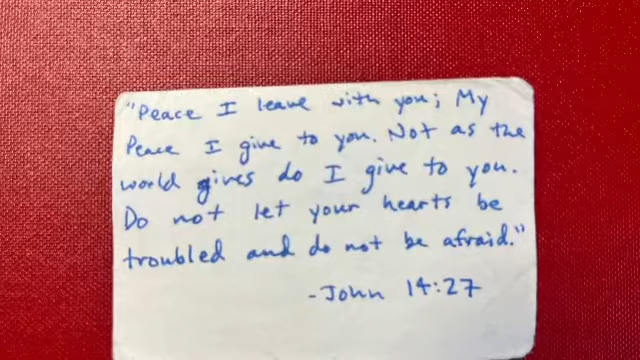 "Peace I leave with you; My
Peace I give to you. Not as the
world gives do I give to you.
Do not let your hearts be
troubled and do not be afraid."
-John 14:27